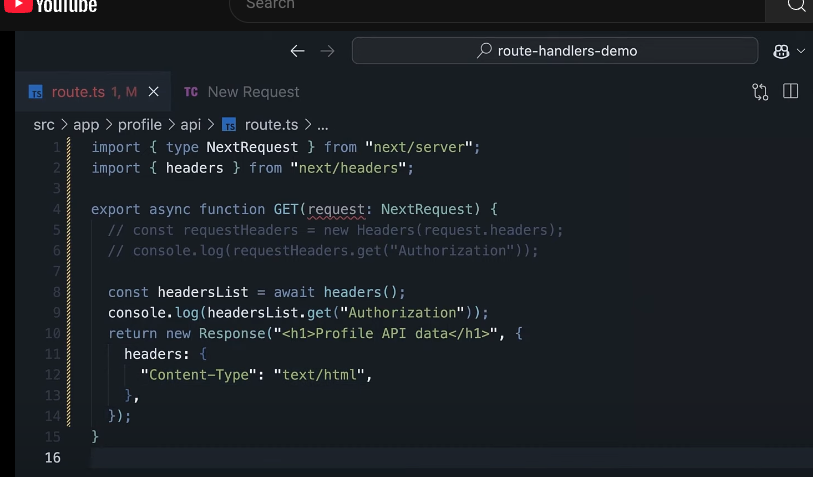 YouTube
Search
route-handlers-demo
TS route.ts 1, M TC New Request
src > app > profile > api > TS route.ts > ...
1 import { type NextRequest } from "next/server";
2 import { headers } from "next/headers";
3
4 export async function GET(request: NextRequest) {
5 // const requestHeaders = new Headers(request.headers);
6 // console.log(requestHeaders.get("Authorization"));
7
8 const headersList = await headers();
9 console.log(headersList.get("Authorization"));
10 return new Response("<h1>Profile API data</h1>", {
11 headers: {
12 "Content-Type": "text/html",
13 },
14 });
15 }
16